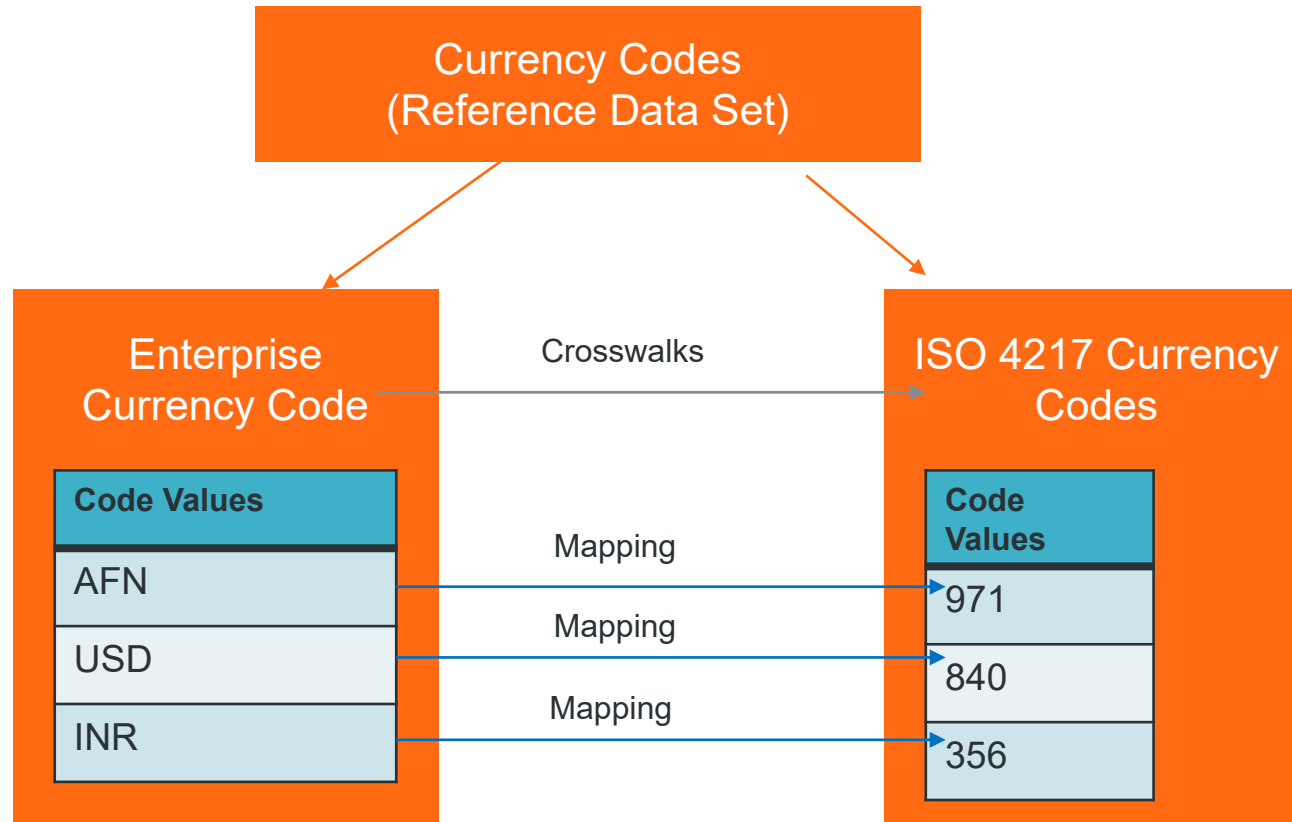 Currency Codes
(Reference Data Set)
Enterprise
Currency Code
Crosswalks
ISO 4217 Currency
Codes
Code Values
Code
Values
AFN
Mapping
971
USD
Mapping
840
INR
Mapping
356